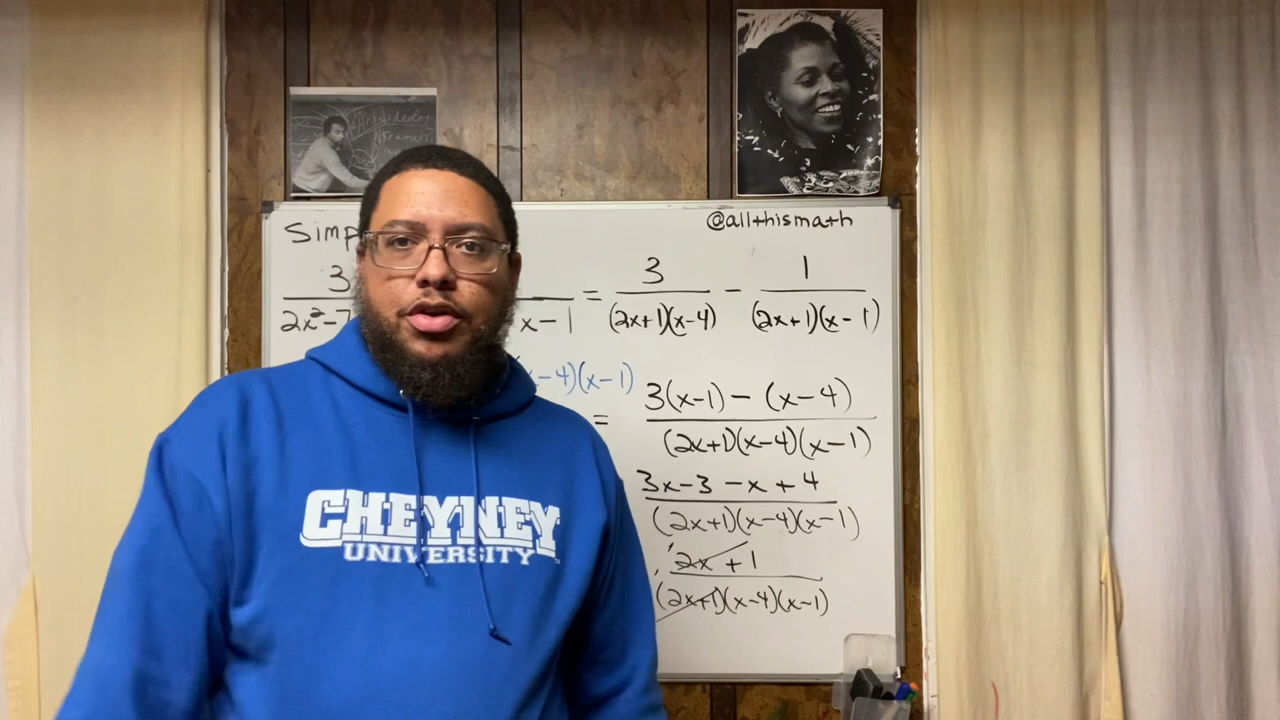 @allthismath
Simp
3
2x²-7
x-1 = 3/((2x+1)(x-4)) - 1/((2x+1)(x-1))
x-4)(x-1)
= (3(x-1) - (x-4))/((2x+1)(x-4)(x-1))
(3x-3-x+4)/((2x+1)(x-4)(x-1))
(2x+1)/((2x+1)(x-4)(x-1))
CHEYNEY
UNIVERSITY